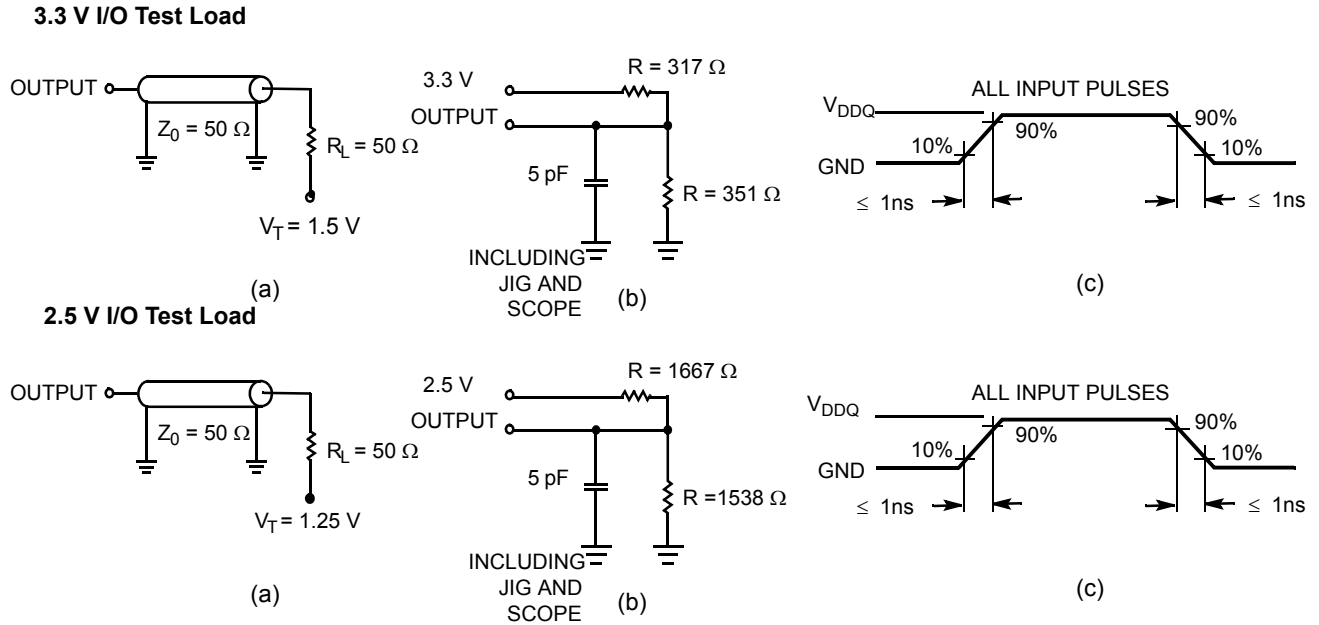 3.3 V I/O Test Load
OUTPUT
Z0 = 50 Ω
RL = 50 Ω
VT = 1.5 V
(a)
3.3 V
OUTPUT
R = 317 Ω
5 pF
R = 351 Ω
INCLUDING
JIG AND
SCOPE
(b)
ALL INPUT PULSES
VDDQ
GND
10%
90%
90%
10%
≤ 1ns
≤ 1ns
(c)
2.5 V I/O Test Load
OUTPUT
Z0 = 50 Ω
RL = 50 Ω
VT = 1.25 V
(a)
2.5 V
OUTPUT
R = 1667 Ω
5 pF
R =1538 Ω
INCLUDING
JIG AND
SCOPE
(b)
ALL INPUT PULSES
VDDQ
GND
10%
90%
90%
10%
≤ 1ns
≤ 1ns
(c)